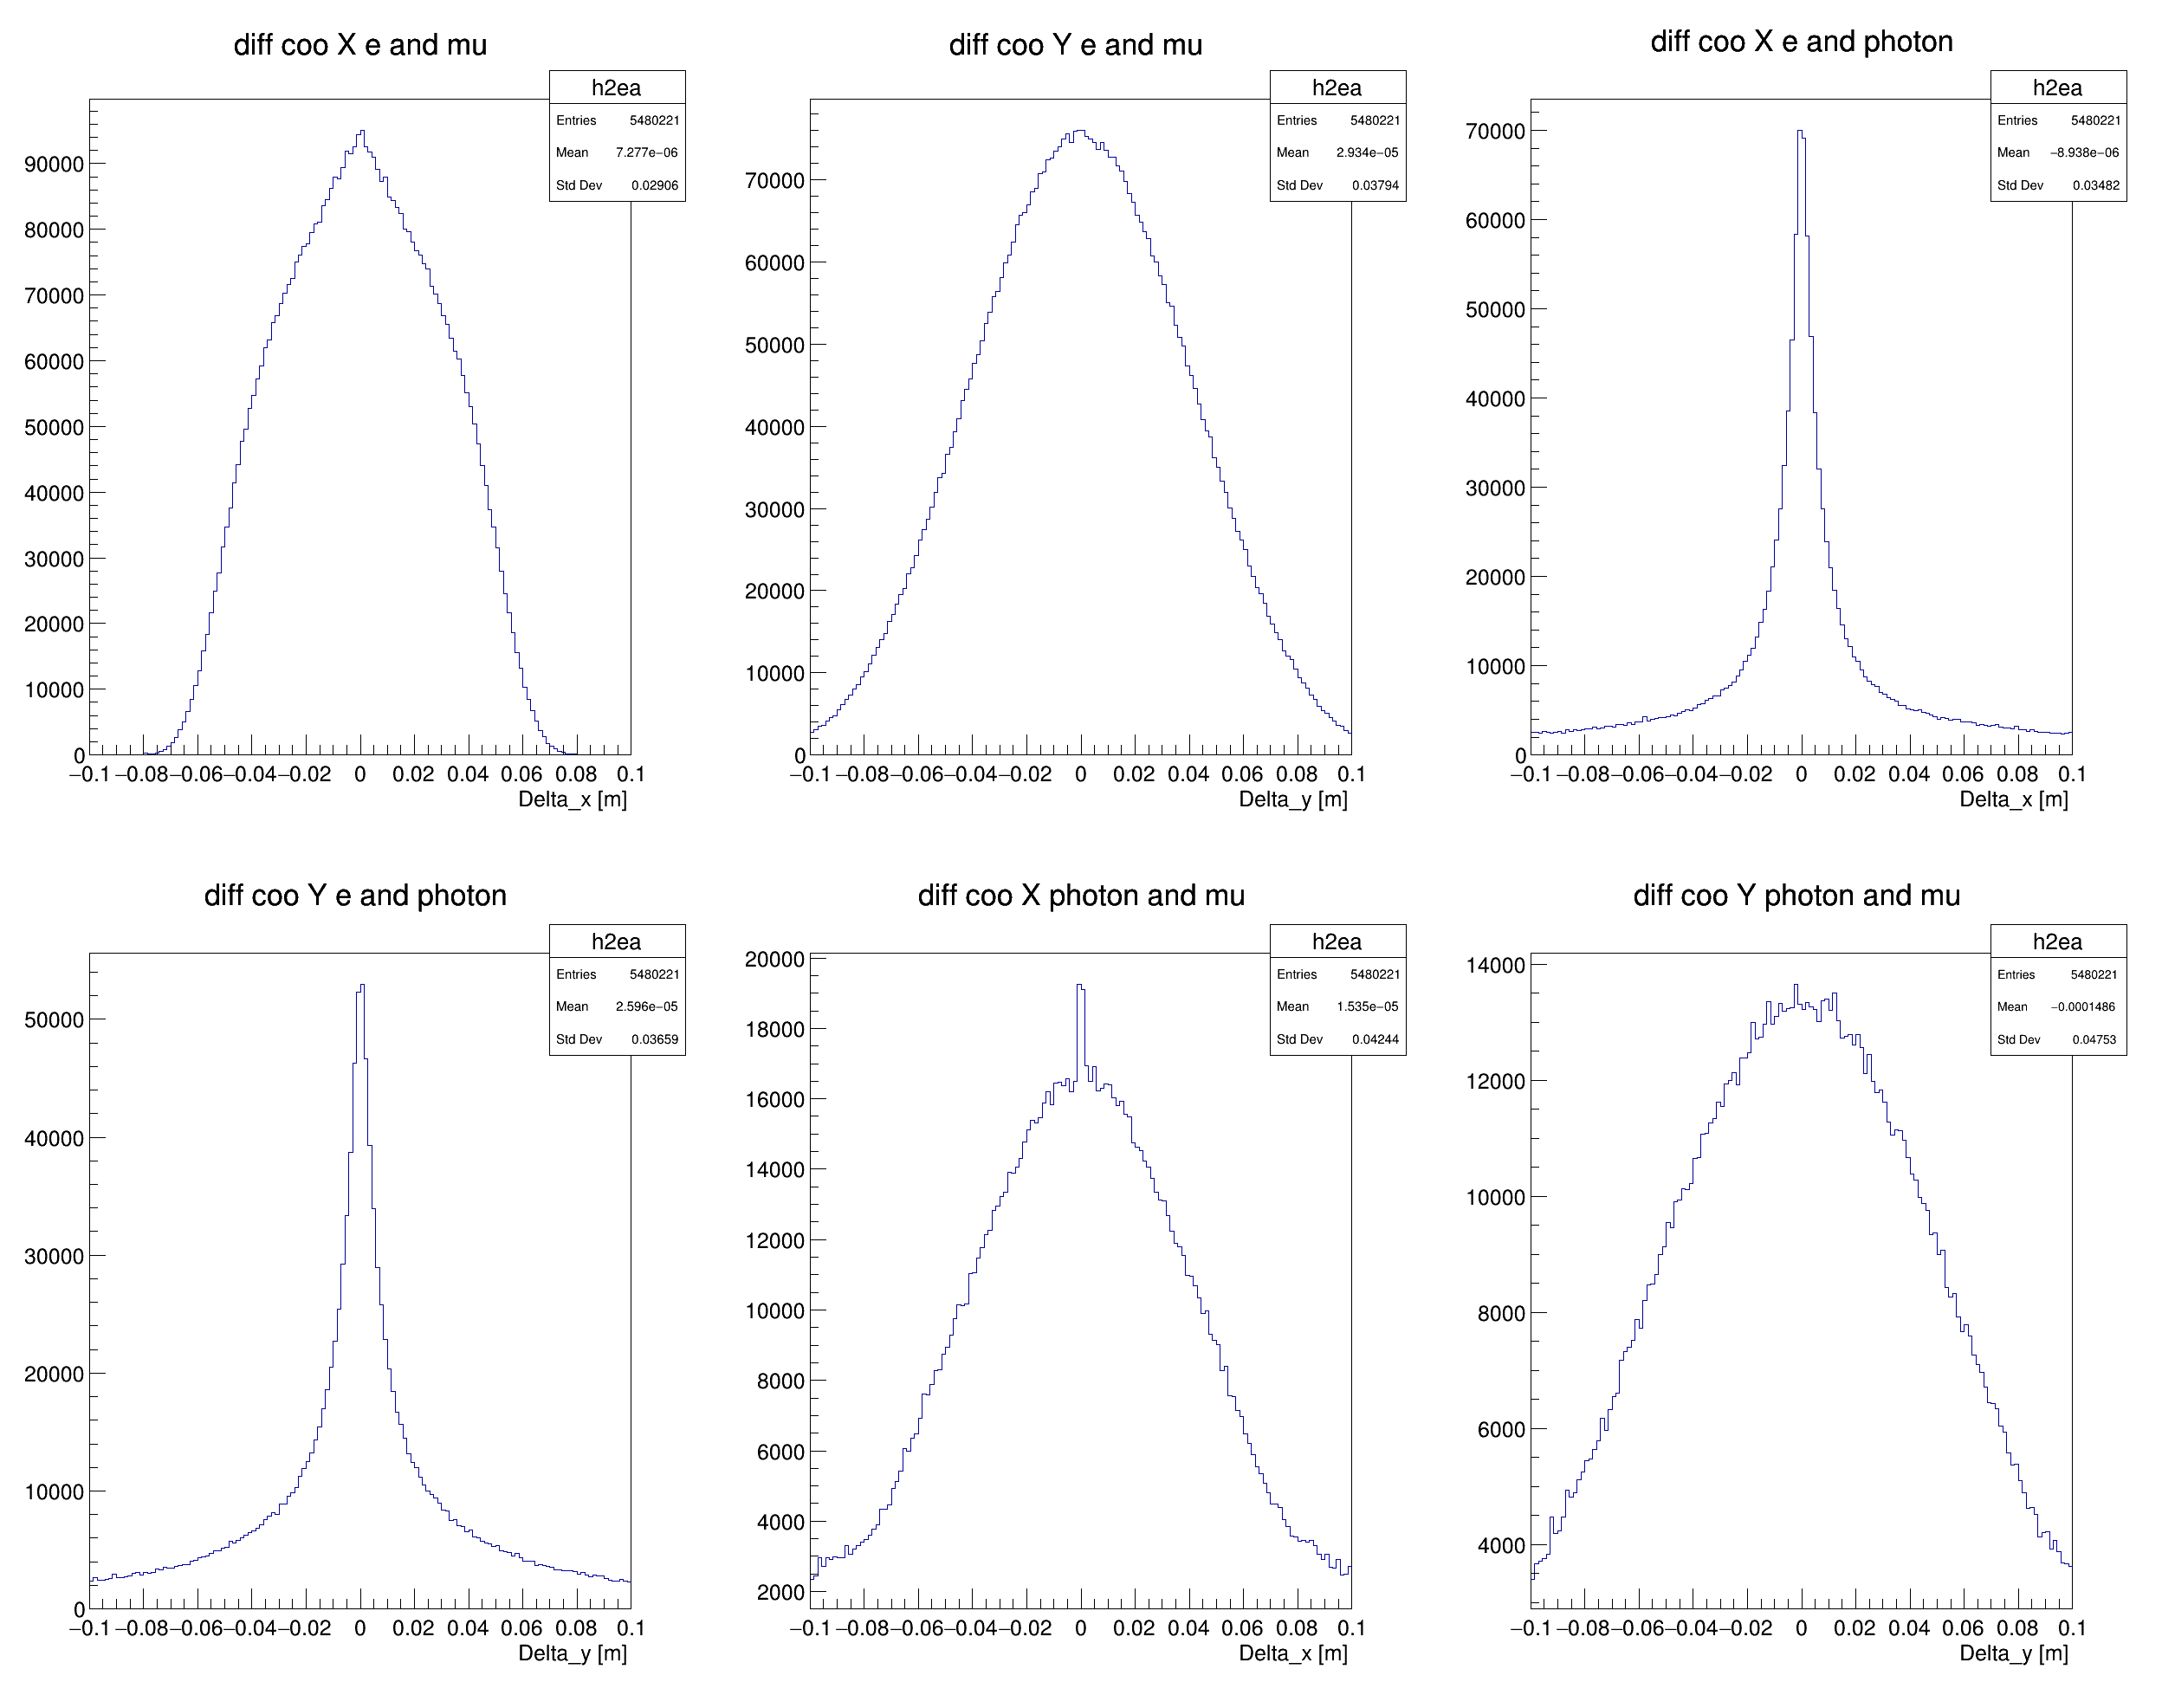 diff coo X e and mu
h2ea
Entries 5480221
Mean 7.277e−06
Std Dev 0.02906
90000
80000
70000
60000
50000
40000
30000
20000
10000
0
−0.1 −0.08 −0.06 −0.04 −0.02 0 0.02 0.04 0.06 0.08 0.1
Delta_x [m]
diff coo Y e and mu
h2ea
Entries 5480221
Mean 2.934e−05
Std Dev 0.03794
70000
60000
50000
40000
30000
20000
10000
0
−0.1 −0.08 −0.06 −0.04 −0.02 0 0.02 0.04 0.06 0.08 0.1
Delta_y [m]
diff coo X e and photon
h2ea
Entries 5480221
Mean −8.938e−06
Std Dev 0.03482
70000
60000
50000
40000
30000
20000
10000
0
−0.1 −0.08 −0.06 −0.04 −0.02 0 0.02 0.04 0.06 0.08 0.1
Delta_x [m]
diff coo Y e and photon
h2ea
Entries 5480221
Mean 2.596e−05
Std Dev 0.03659
50000
40000
30000
20000
10000
0
−0.1 −0.08 −0.06 −0.04 −0.02 0 0.02 0.04 0.06 0.08 0.1
Delta_y [m]
diff coo X photon and mu
h2ea
Entries 5480221
Mean 1.535e−05
Std Dev 0.04244
20000
18000
16000
14000
12000
10000
8000
6000
4000
2000
−0.1 −0.08 −0.06 −0.04 −0.02 0 0.02 0.04 0.06 0.08 0.1
Delta_x [m]
diff coo Y photon and mu
h2ea
Entries 5480221
Mean −0.0001486
Std Dev 0.04753
14000
12000
10000
8000
6000
4000
−0.1 −0.08 −0.06 −0.04 −0.02 0 0.02 0.04 0.06 0.08 0.1
Delta_y [m]